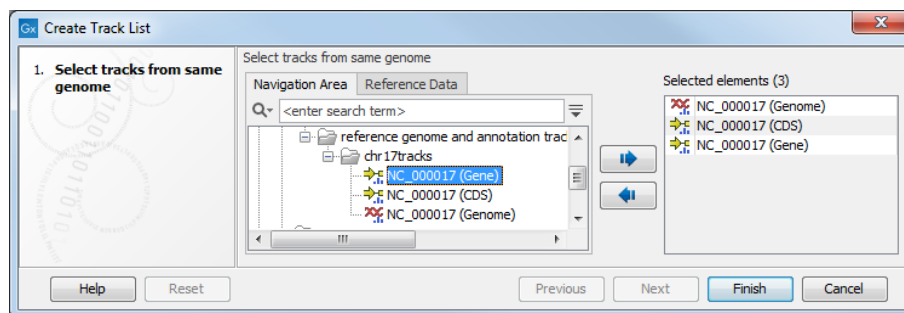 Gx Create Track List
1. Select tracks from same
genome
Select tracks from same genome
Navigation Area Reference Data
<enter search term>
reference genome and annotation trac
chr17tracks
NC_000017 (Gene)
NC_000017 (CDS)
NC_000017 (Genome)
Selected elements (3)
NC_000017 (Genome)
NC_000017 (CDS)
NC_000017 (Gene)
Help Reset Previous Next Finish Cancel